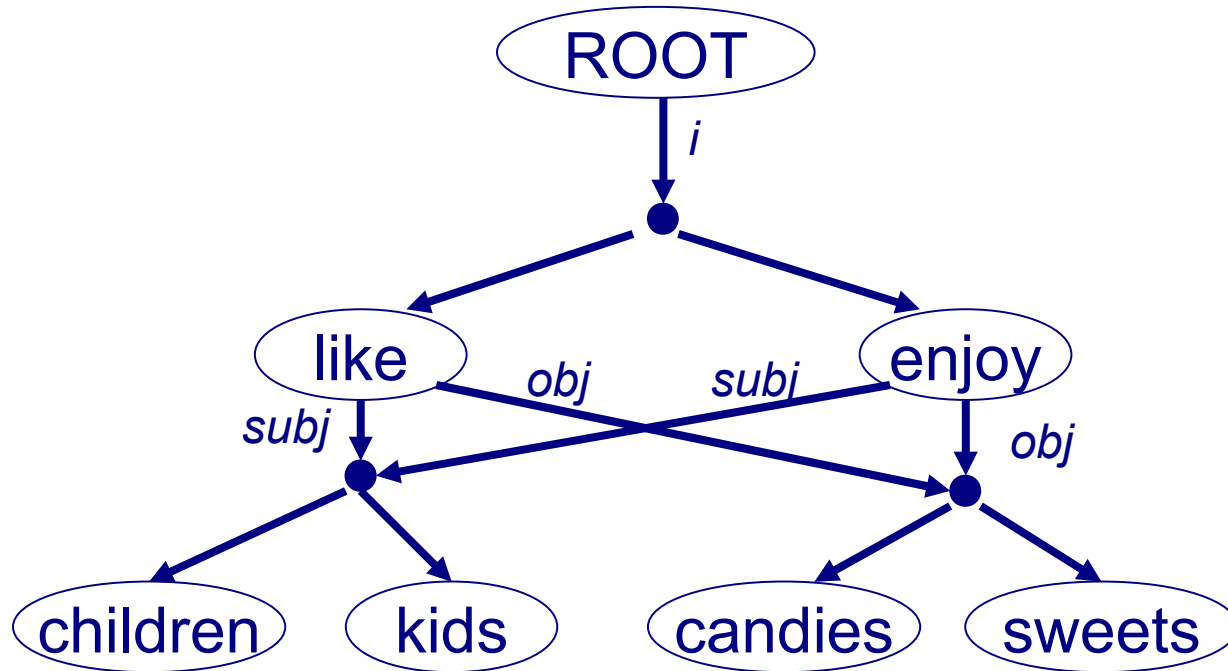 ROOT
i
like
enjoy
obj
subj
subj
obj
children
kids
candies
sweets